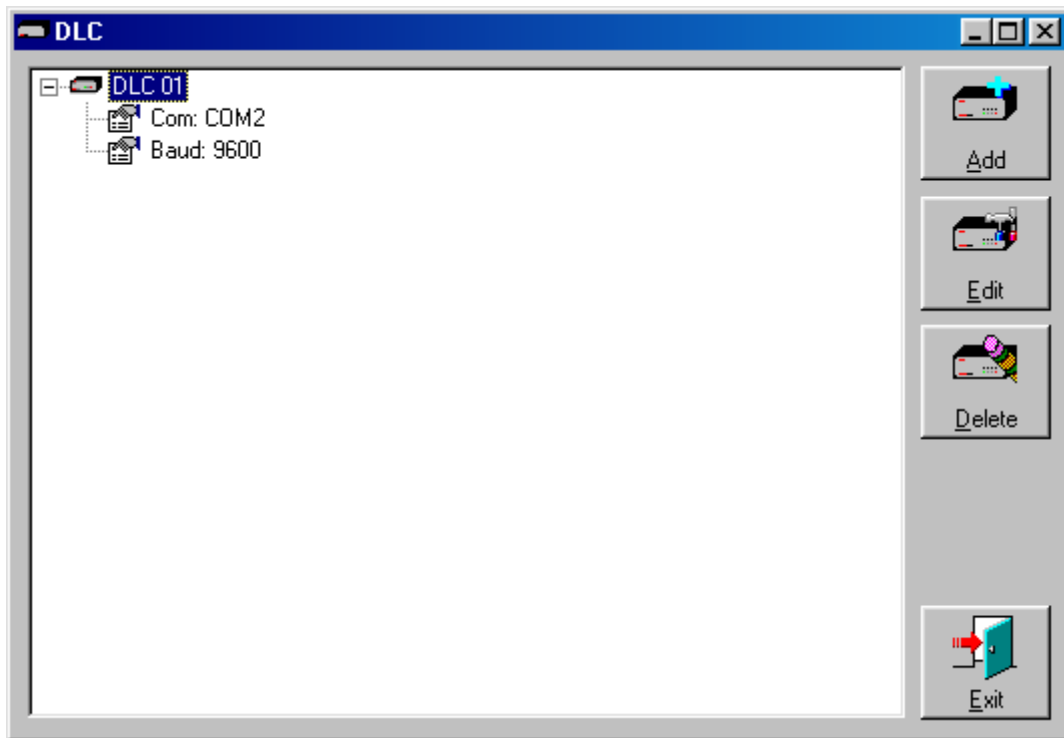 DLC
DLC 01
Com: COM2
Baud: 9600
Add
Edit
Delete
Exit